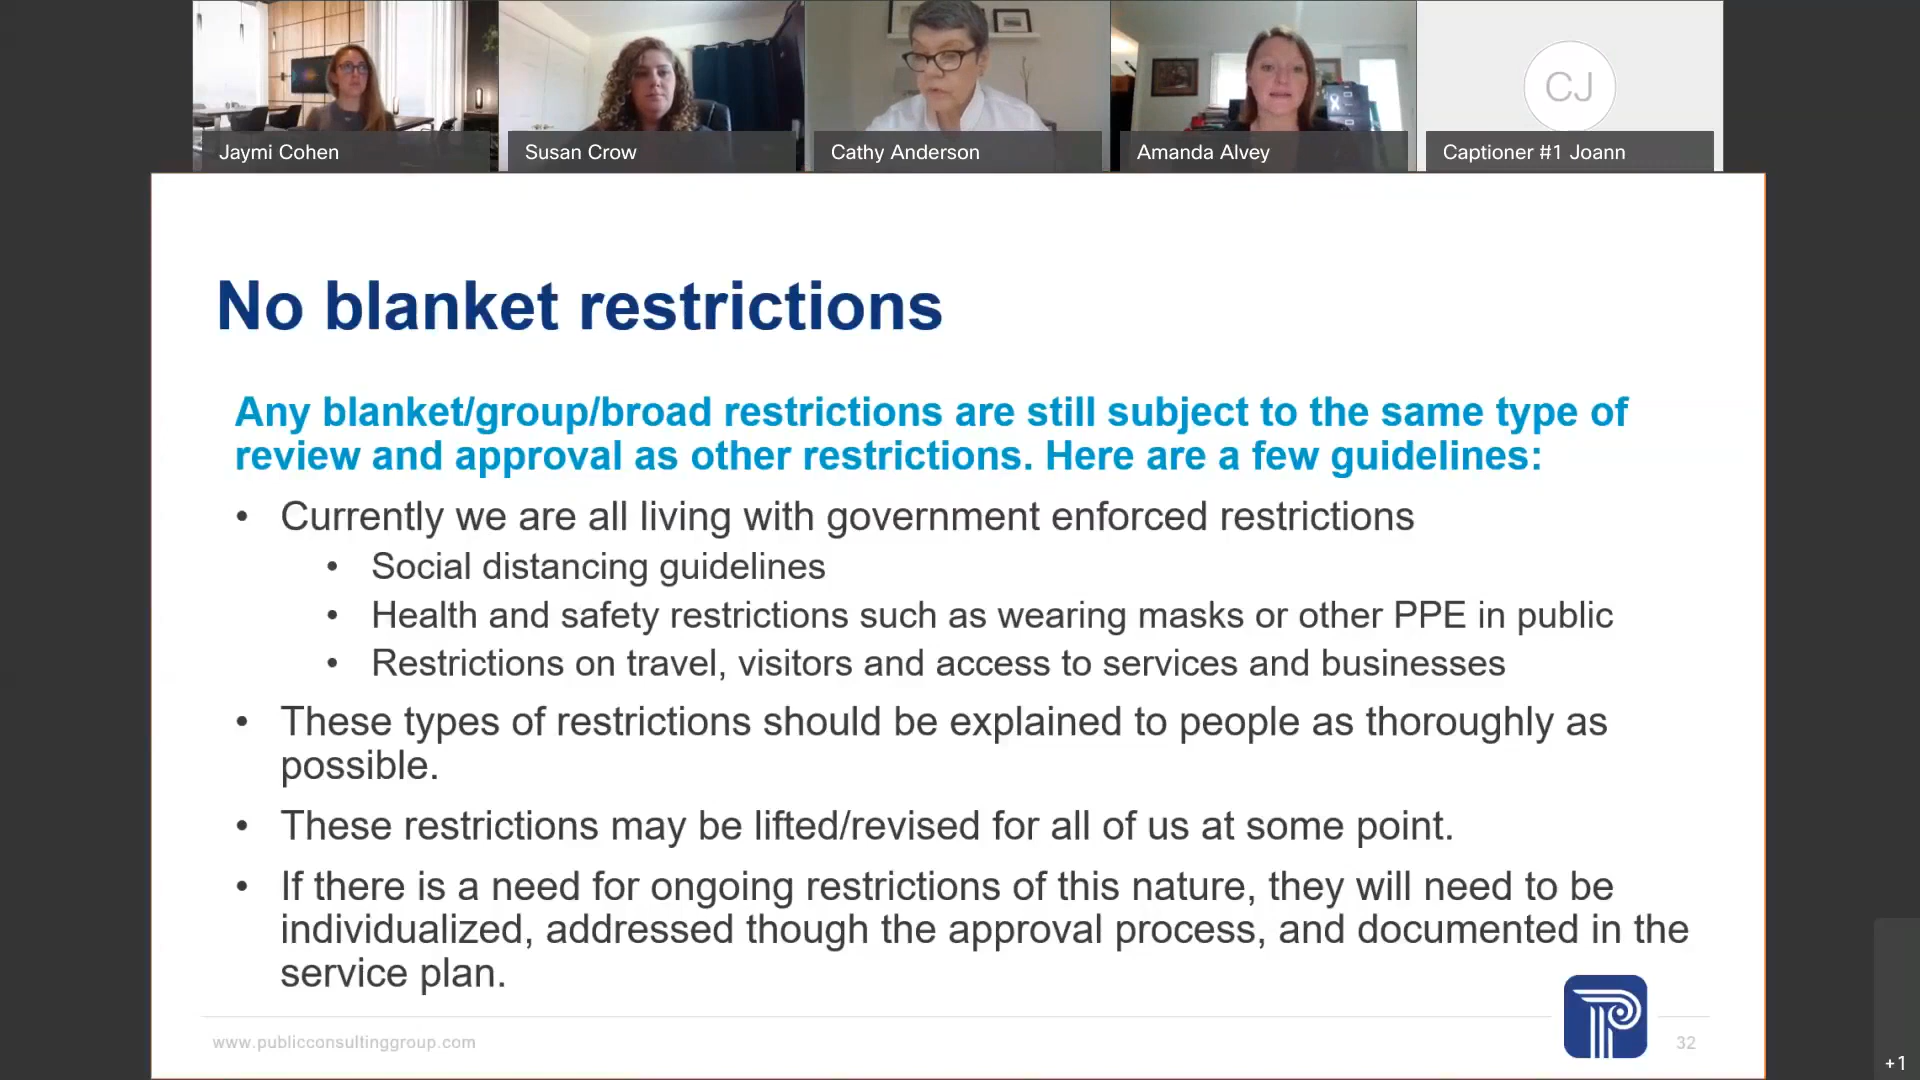 Jaymi Cohen
Susan Crow
Cathy Anderson
Amanda Alvey
CJ
Captioner #1 Joann
No blanket restrictions
Any blanket/group/broad restrictions are still subject to the same type of
review and approval as other restrictions. Here are a few guidelines:
• Currently we are all living with government enforced restrictions
• Social distancing guidelines
• Health and safety restrictions such as wearing masks or other PPE in public
• Restrictions on travel, visitors and access to services and businesses
• These types of restrictions should be explained to people as thoroughly as
possible.
• These restrictions may be lifted/revised for all of us at some point.
• If there is a need for ongoing restrictions of this nature, they will need to be
individualized, addressed though the approval process, and documented in the
service plan.
www.publicconsultinggroup.com
32
+1